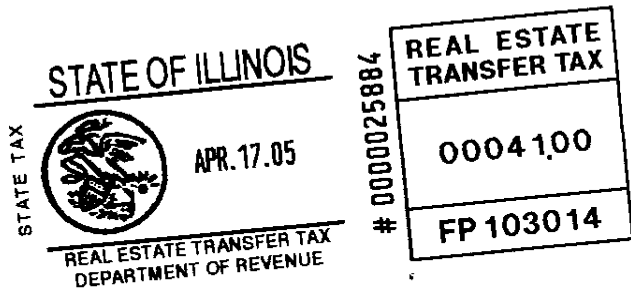 STATE TAX
STATE OF ILLINOIS
APR.17.05
REAL ESTATE TRANSFER TAX
DEPARTMENT OF REVENUE
# 0000025884
REAL ESTATE
TRANSFER TAX
0004100
FP 103014